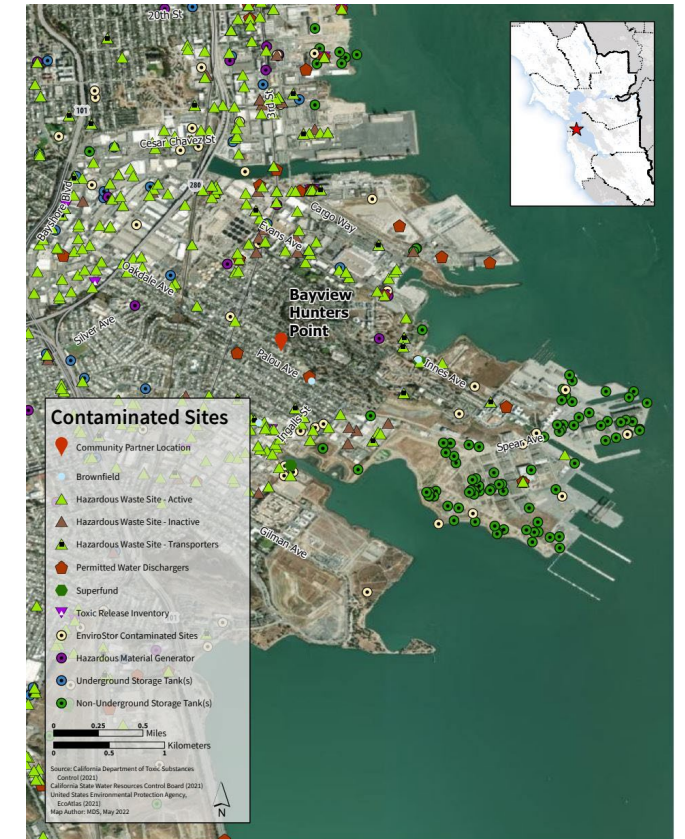 20th St
101
3rd St
Cesar Chavez St
280
Bayshore Blvd
Cargo Way
Evans Ave
Oakdale Ave
Bayview
Hunters
Point
Silver Ave
Palou Ave
Innes Ave
Ingalls St
Spear Ave
Gilman Ave
Contaminated Sites
Community Partner Location
Brownfield
Hazardous Waste Site - Active
Hazardous Waste Site - Inactive
Hazardous Waste Site - Transporters
Permitted Water Dischargers
Superfund
Toxic Release Inventory
EnviroStor Contaminated Sites
Hazardous Material Generator
Underground Storage Tank(s)
Non-Underground Storage Tank(s)
0 0.25 0.5
Miles
Kilometers
0 0.5 1
Source: California Department of Toxic Substances
Control (2021)
California State Water Resources Control Board (2021)
United States Environmental Protection Agency,
EcoAtlas (2021)
Map Author: MDS, May 2022
N